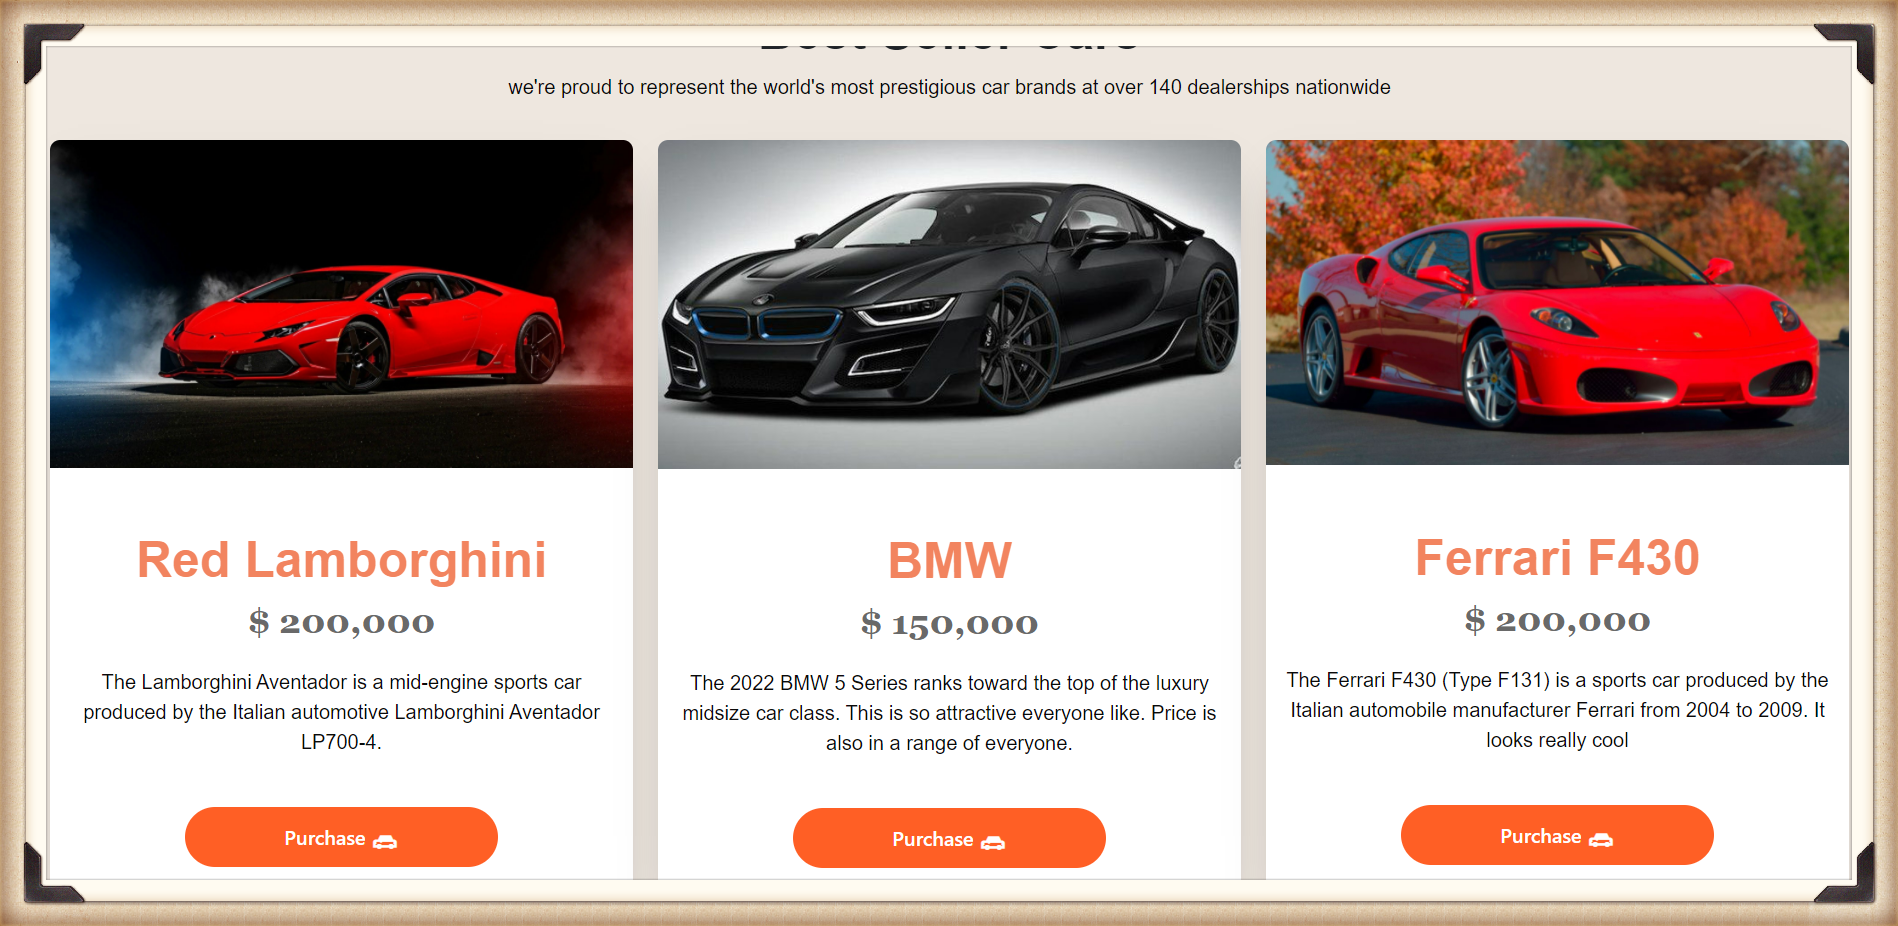 we're proud to represent the world's most prestigious car brands at over 140 dealerships nationwide
Red Lamborghini
$ 200,000
The Lamborghini Aventador is a mid-engine sports car
produced by the Italian automotive Lamborghini Aventador
LP700-4.
Purchase
BMW
$ 150,000
The 2022 BMW 5 Series ranks toward the top of the luxury
midsize car class. This is so attractive everyone like. Price is
also in a range of everyone.
Purchase
Ferrari F430
$ 200,000
The Ferrari F430 (Type F131) is a sports car produced by the
Italian automobile manufacturer Ferrari from 2004 to 2009. It
looks really cool
Purchase